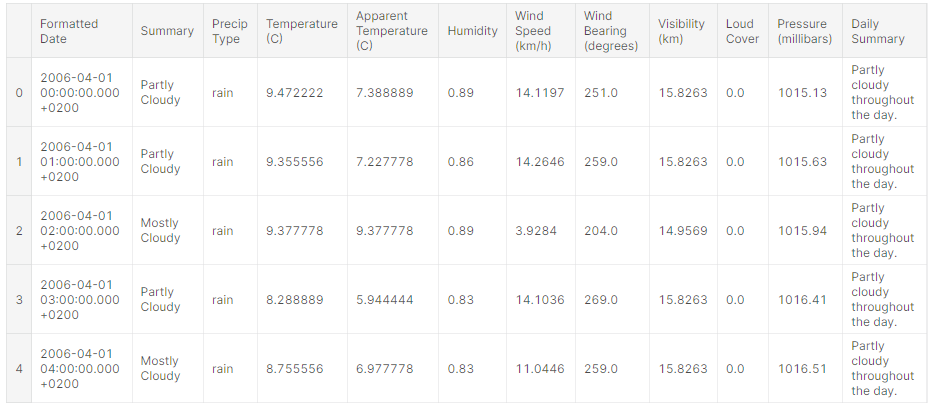 Formatted Date Summary Precip Type Temperature (C) Apparent Temperature (C) Humidity Wind Speed (km/h) Wind Bearing (degrees) Visibility (km) Loud Cover Pressure (millibars) Daily Summary
0 2006-04-01 00:00:00.000 +0200 Partly Cloudy rain 9.472222 7.388889 0.89 14.1197 251.0 15.8263 0.0 1015.13 Partly cloudy throughout the day.
1 2006-04-01 01:00:00.000 +0200 Partly Cloudy rain 9.355556 7.227778 0.86 14.2646 259.0 15.8263 0.0 1015.63 Partly cloudy throughout the day.
2 2006-04-01 02:00:00.000 +0200 Mostly Cloudy rain 9.377778 9.377778 0.89 3.9284 204.0 14.9569 0.0 1015.94 Partly cloudy throughout the day.
3 2006-04-01 03:00:00.000 +0200 Partly Cloudy rain 8.288889 5.944444 0.83 14.1036 269.0 15.8263 0.0 1016.41 Partly cloudy throughout the day.
4 2006-04-01 04:00:00.000 +0200 Mostly Cloudy rain 8.755556 6.977778 0.83 11.0446 259.0 15.8263 0.0 1016.51 Partly cloudy throughout the day.